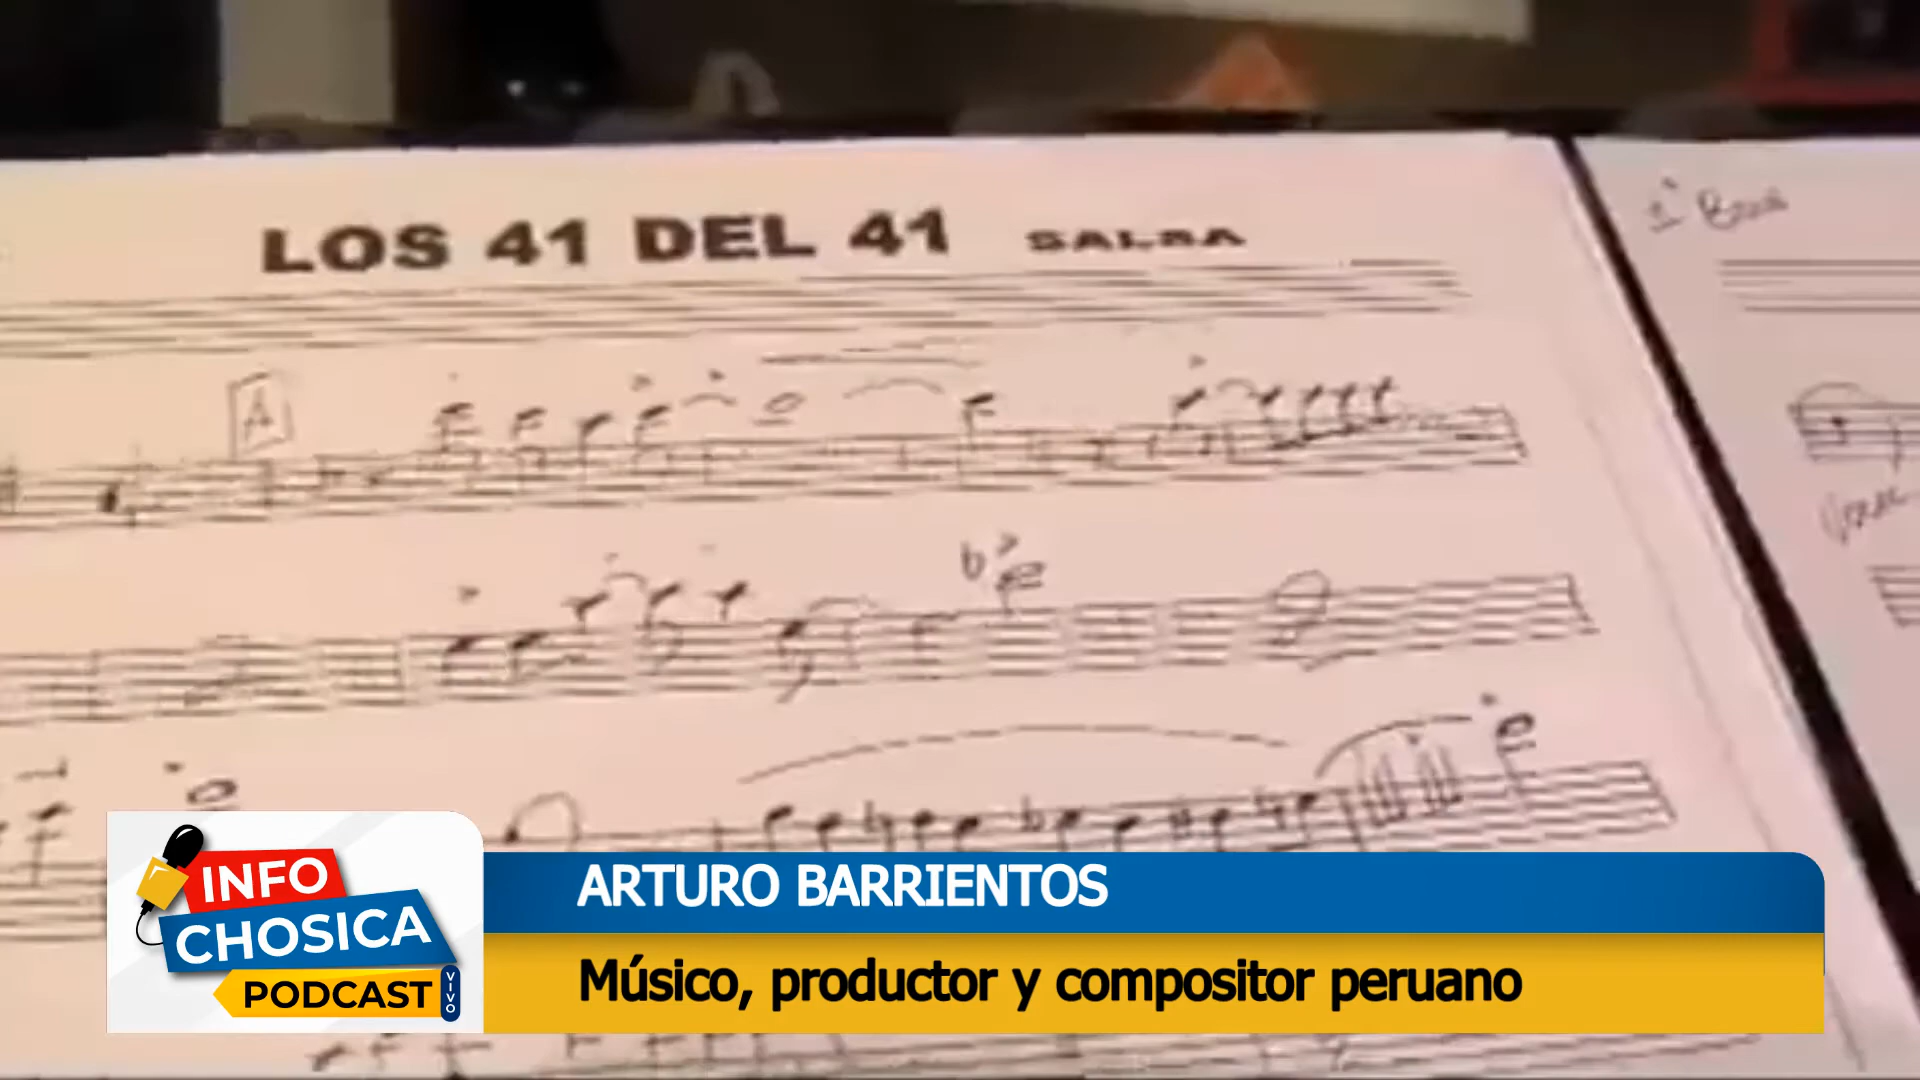 LOS 41 DEL 41 SALSA
A
INFO
CHOSICA
PODCAST
VIVO
ARTURO BARRIENTOS
Músico, productor y compositor peruano